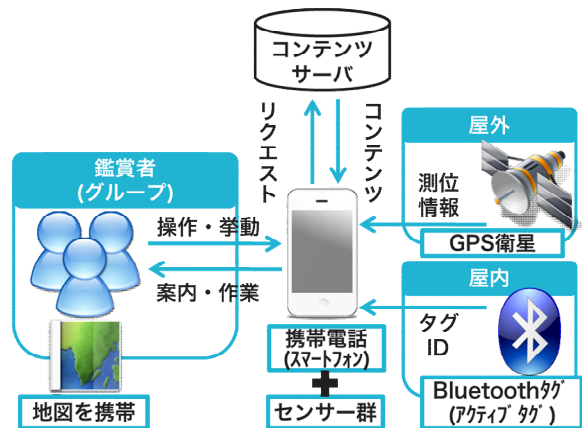 コンテンツ
サーバ
リクエスト
コンテンツ
屋外
測位
情報
GPS衛星
鑑賞者
(グループ)
操作・挙動
案内・作業
地図を携帯
携帯電話
(ｽﾏｰﾄﾌｫﾝ)
センサー群
屋内
タグ
ID
Bluetoothﾀｸﾞ
(ｱｸﾃｨﾌﾞﾀｸﾞ)